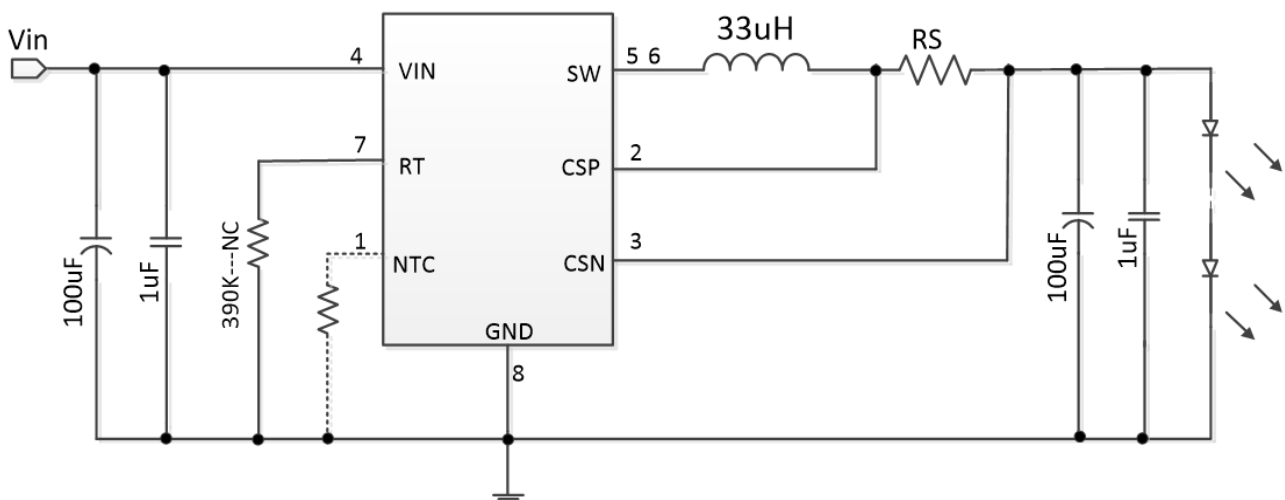 Vin
33uH
RS
4
VIN
SW
5 6
7
RT
CSP
2
1
NTC
CSN
3
GND
8
100uF
1uF
390K---NC
100uF
1uF